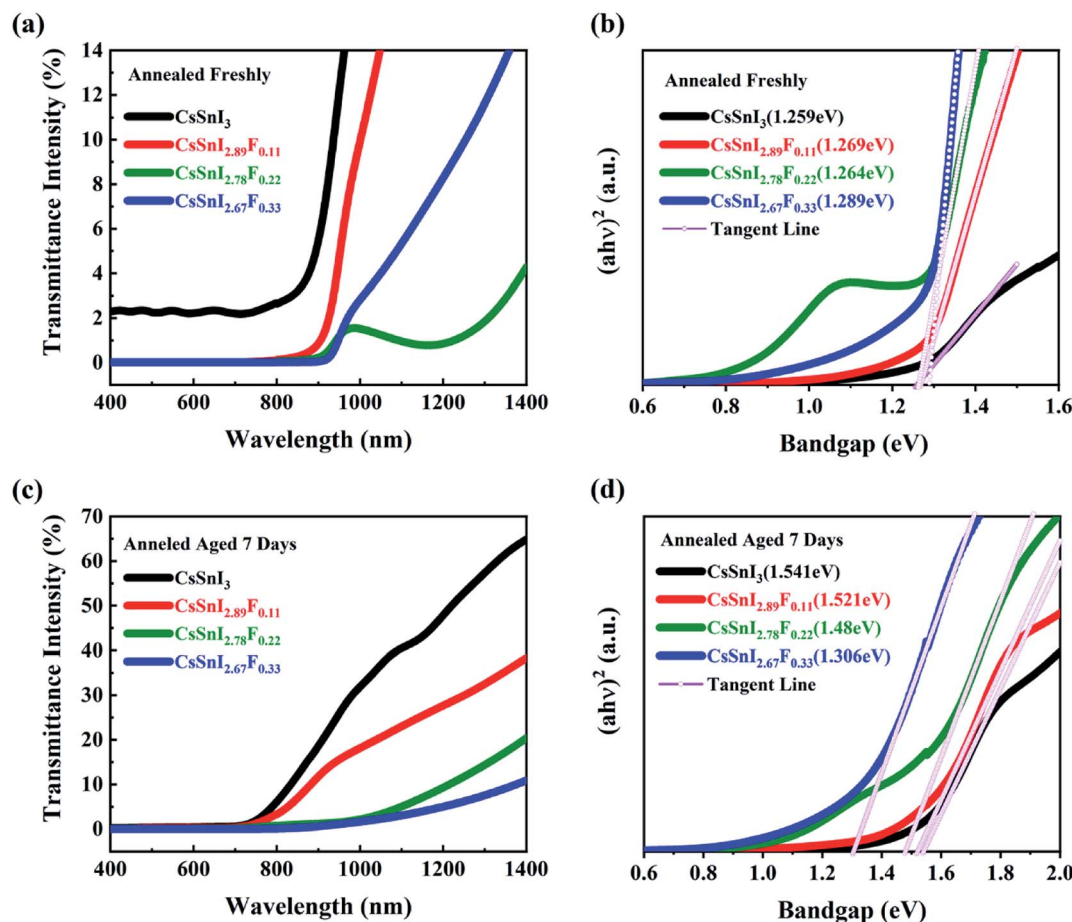 (a)
Transmittance Intensity (%)
14
12
10
8
6
4
2
0
Annealed Freshly
CsSnI₃
CsSnI₂.₈₉F₀.₁₁
CsSnI₂.₇₈F₀.₂₂
CsSnI₂.₆₇F₀.₃₃
400 600 800 1000 1200 1400
Wavelength (nm)
(b)
(ahν)² (a.u.)
Annealed Freshly
CsSnI₃(1.259eV)
CsSnI₂.₈₉F₀.₁₁(1.269eV)
CsSnI₂.₇₈F₀.₂₂(1.264eV)
CsSnI₂.₆₇F₀.₃₃(1.289eV)
Tangent Line
0.6 0.8 1.0 1.2 1.4 1.6
Bandgap (eV)
(c)
Transmittance Intensity (%)
70
60
50
40
30
20
10
0
Anneled Aged 7 Days
CsSnI₃
CsSnI₂.₈₉F₀.₁₁
CsSnI₂.₇₈F₀.₂₂
CsSnI₂.₆₇F₀.₃₃
400 600 800 1000 1200 1400
Wavelength (nm)
(d)
(ahν)² (a.u.)
Annealed Aged 7 Days
CsSnI₃(1.541eV)
CsSnI₂.₈₉F₀.₁₁(1.521eV)
CsSnI₂.₇₈F₀.₂₂(1.48eV)
CsSnI₂.₆₇F₀.₃₃(1.306eV)
Tangent Line
0.6 0.8 1.0 1.2 1.4 1.6 1.8 2.0
Bandgap (eV)